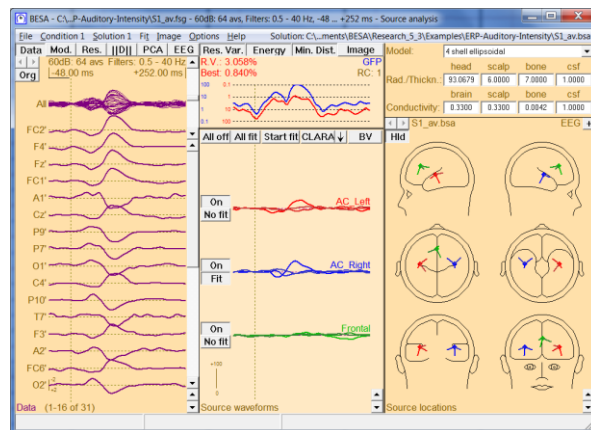 BESA - C:\...P-Auditory-Intensity\S1_av.fsg - 60dB: 64 avs, Filters: 0.5 - 40 Hz, -48 ... +252 ms - Source analysis
File Condition 1 Solution 1 Fit Image Options Help Solution: C:\...ments\BESA\Research_5_3\Examples\ERP-Auditory-Intensity\S1_av.bsa
Data Mod. Res. ||D|| PCA EEG Res. Var. Energy Min. Dist. Image
Model: 4 shell ellipsoidal
Org
60dB: 64 avs Filters: 0.5 - 40 Hz
-48.00 ms +252.00 ms
R.V.: 3.058% GFP
Best: 0.840% RC: 1
100 0.1
10 1
1 10
0.1 100
head scalp bone csf
Rad./Thickn.: 93.0679 6.0000 7.0000 1.0000
brain scalp bone csf
Conductivity: 0.3300 0.3300 0.0042 1.0000
S1_av.bsa EEG +
All off All fit Start fit CLARA BV
Hld
All
FC2'
F4'
Fz'
FC1'
A1'
Cz'
P9'
P7'
O1'
C4'
P10'
T7'
F3'
A2'
FC6'
O2'
-2
+2
On
No fit
AC_Left
On
Fit
AC_Right
On
No fit
Frontal
+100
0
Data (1-16 of 31)
Source waveforms
Source locations